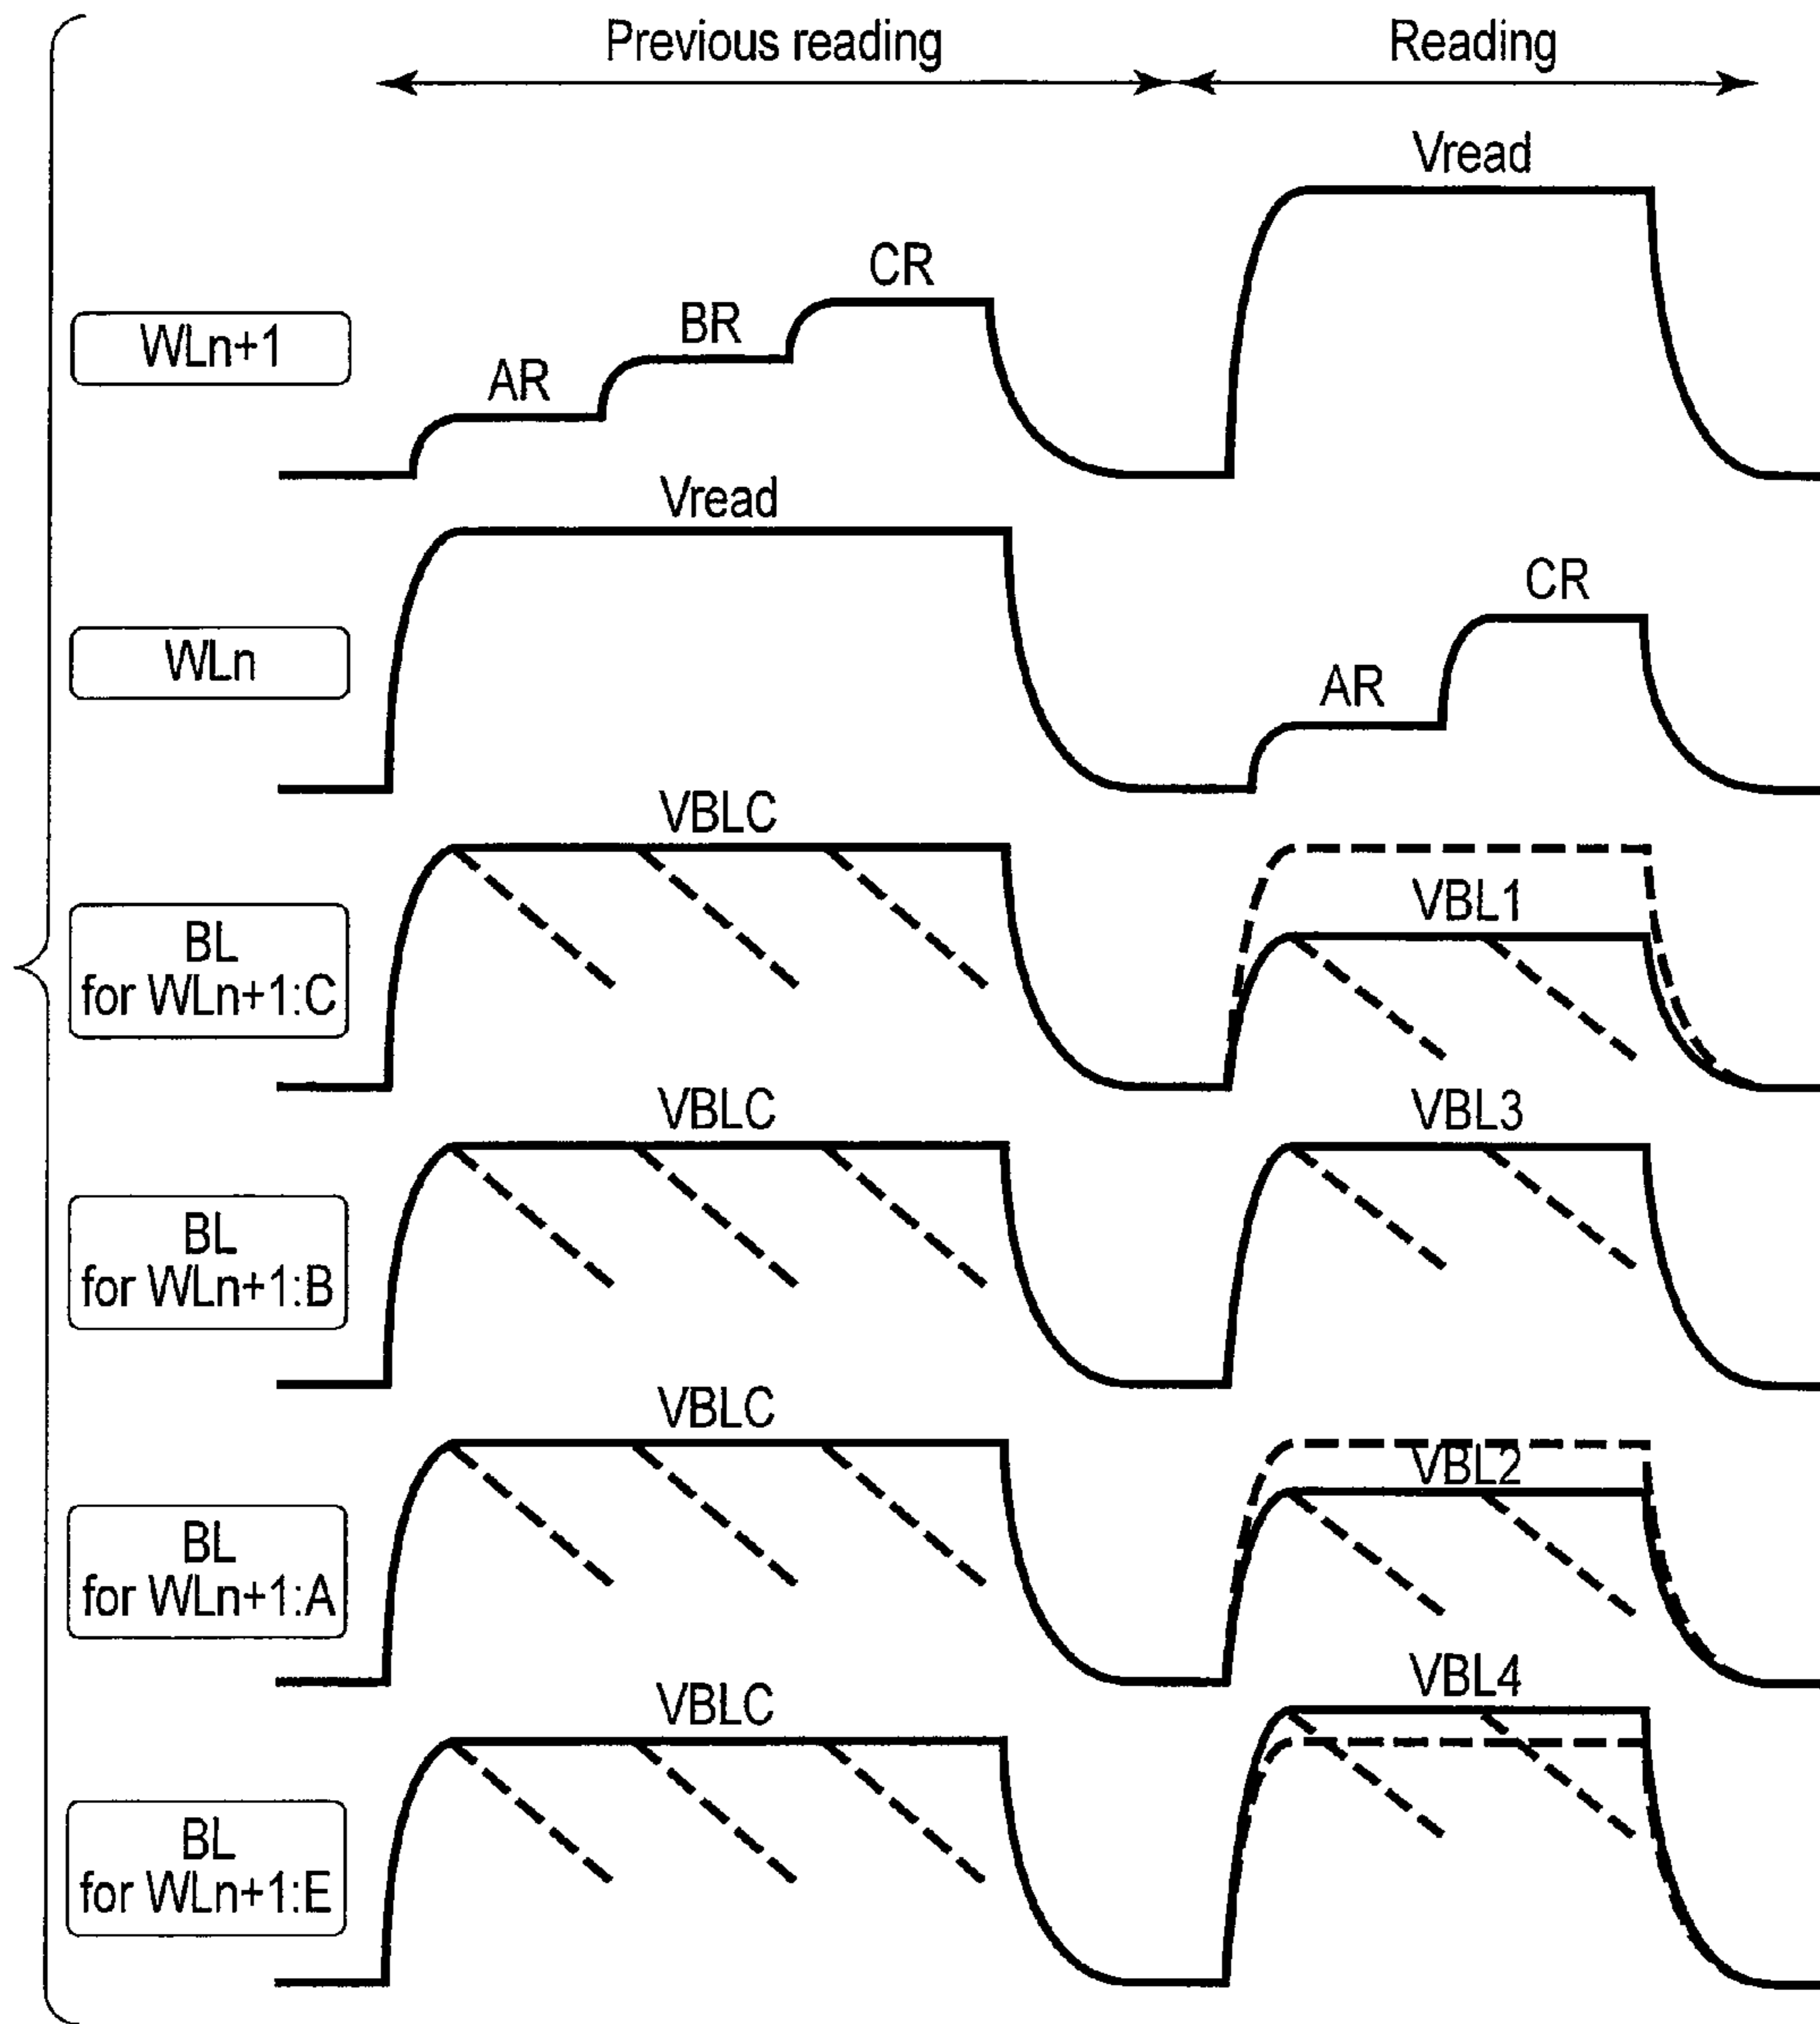 Previous reading
Reading
Vread
CR
BR
WLn+1
AR
Vread
CR
WLn
AR
VBLC
VBL1
BL
for WLn+1:C
VBLC
VBL3
BL
for WLn+1:B
VBLC
VBL2
BL
for WLn+1:A
VBLC
VBL4
BL
for WLn+1:E